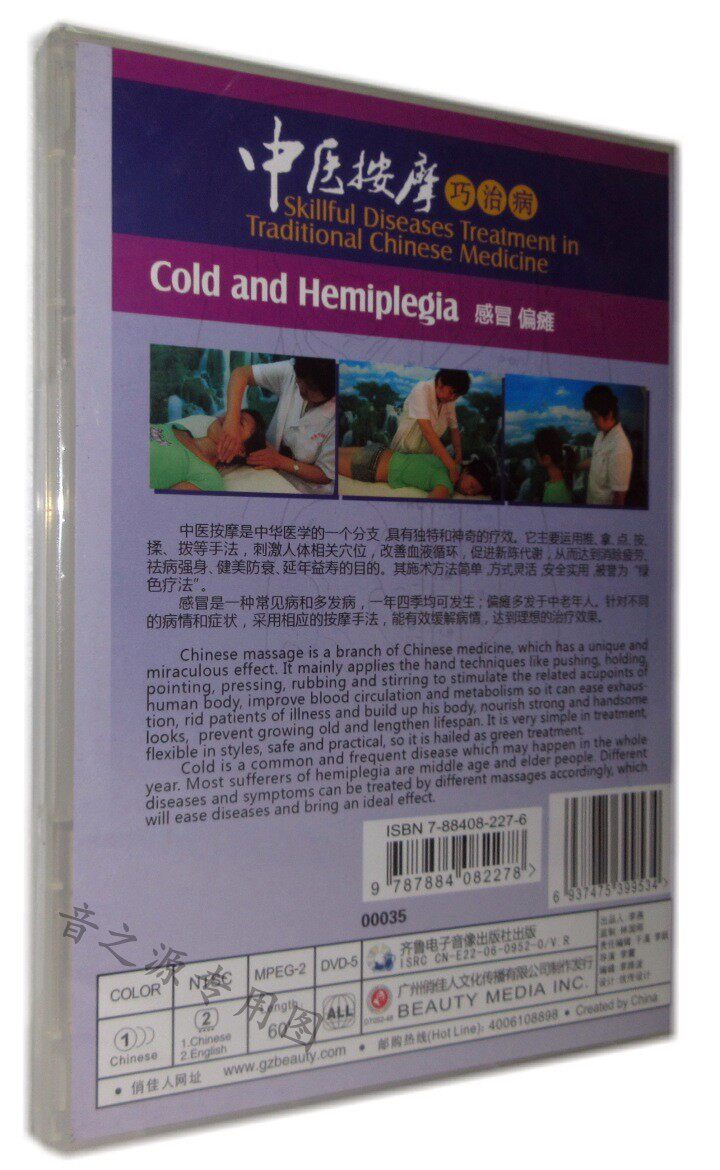 中医按摩 巧治病
Skillful Diseases Treatment in
Traditional Chinese Medicine
Cold and Hemiplegia 感冒 偏瘫
中医按摩是中华医学的一个分支,具有独特和神奇的疗效。它主要运用推、拿、点、按、
揉、拔等手法，刺激人体相关穴位，改善血液循环，促进新陈代谢，从而达到消除疲劳、
祛病强身、健美防衰、延年益寿的目的。其施术方法简单,方式灵活,安全实用,被誉为“绿
色疗法”。
感冒是一种常见病和多发病，一年四季均可发生；偏瘫多发于中老年人。针对不同
的病情和症状，采用相应的按摩手法，能有效缓解病情，达到理想的治疗效果。
Chinese massage is a branch of Chinese medicine, which has a unique and
miraculous effect. It mainly applies the hand techniques like pushing, holding,
pointing, pressing, rubbing and stirring to stimulate the related acupoints of
human body, improve blood circulation and metabolism so it can ease exhaus-
tion, rid patients of illness and build up his body, nourish strong and handsome
looks, prevent growing old and lengthen lifespan. It is very simple in treatment,
flexible in styles, safe and practical, so it is hailed as green treatment.
Cold is a common and frequent disease which may happen in the whole
year. Most sufferers of hemiplegia are middle age and elder people. Different
diseases and symptoms can be treated by different massages accordingly, which
will ease diseases and bring an ideal effect.
ISBN 7-88408-227-6
9 787884 082278 >
6 937475 399534
00035
COLOR NTSC MPEG-2 DVD-5
齐鲁电子音像出版社出版
ISRC CN-E22-06-0952-0/V.R
1 Chinese
2 1.Chinese 2.English
Length: 60
ALL
广州俏佳人文化传播有限公司制作发行
BEAUTY MEDIA INC.
• 俏佳人网址 www.gzbeauty.com • 邮购热线(Hot Line): 4006108898 • Created by China
音之源专用图